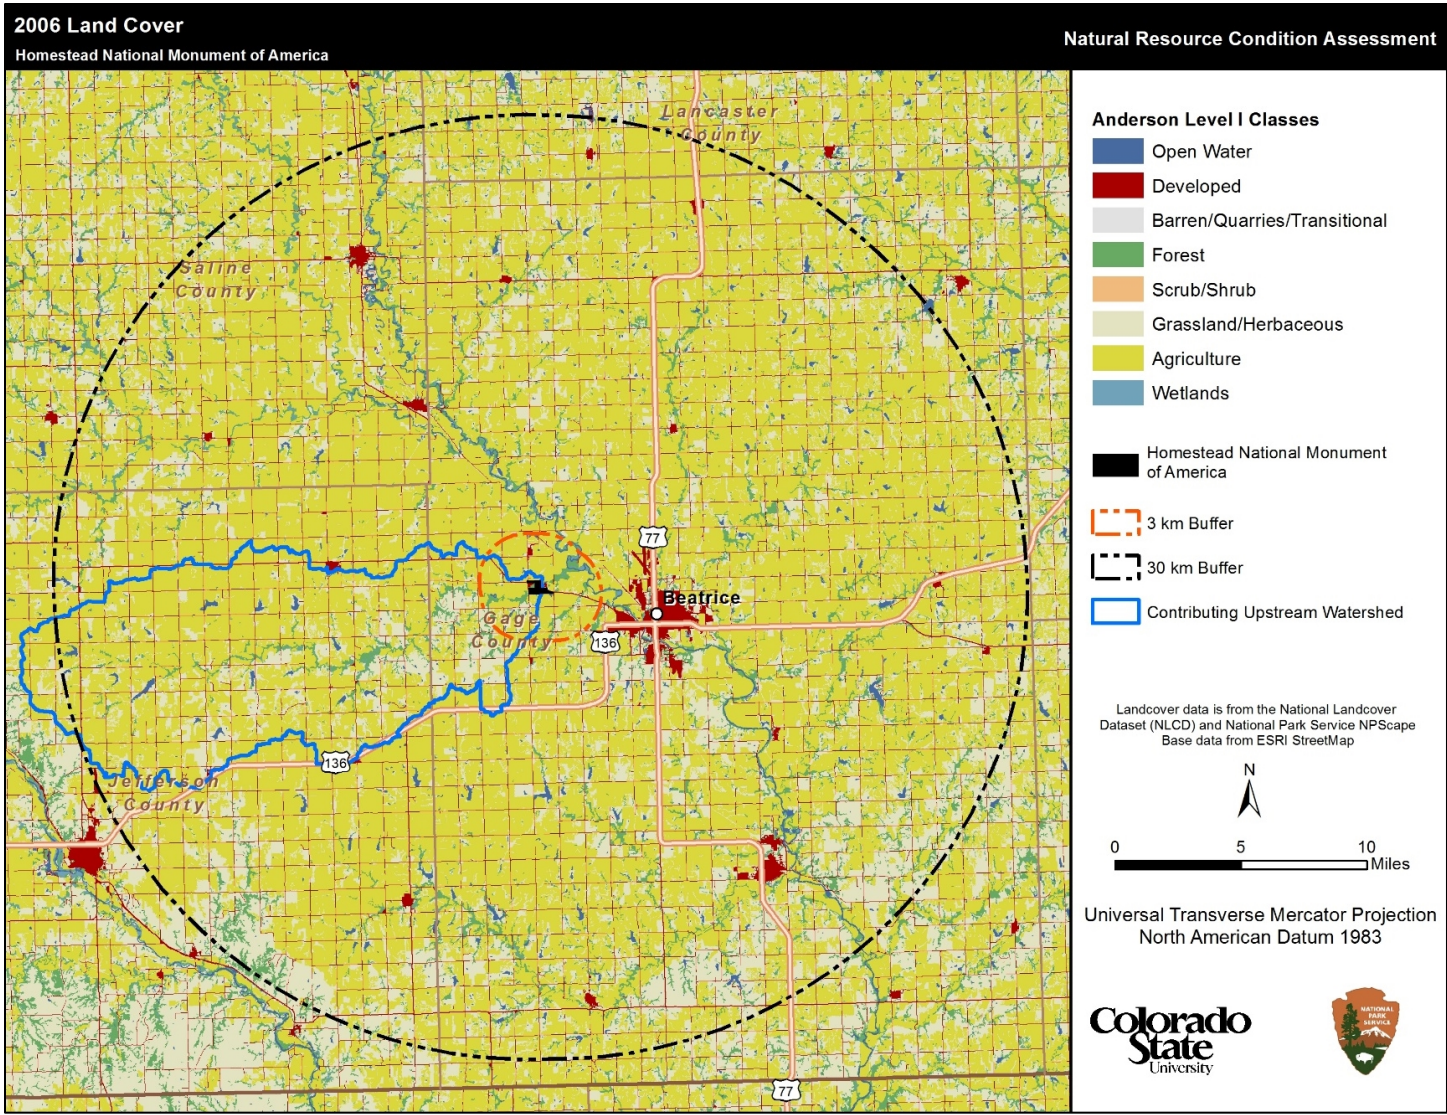 2006 Land Cover
Homestead National Monument of America
Natural Resource Condition Assessment
Lancaster
County
Saline
County
77
Beatrice
Gage
County
136
136
Jefferson
County
77
Anderson Level I Classes
Open Water
Developed
Barren/Quarries/Transitional
Forest
Scrub/Shrub
Grassland/Herbaceous
Agriculture
Wetlands
Homestead National Monument
of America
3 km Buffer
30 km Buffer
Contributing Upstream Watershed
Landcover data is from the National Landcover
Dataset (NLCD) and National Park Service NPScape
Base data from ESRI StreetMap
N
0 5 10
Miles
Universal Transverse Mercator Projection
North American Datum 1983
Colorado
State
University
NATIONAL
PARK
SERVICE